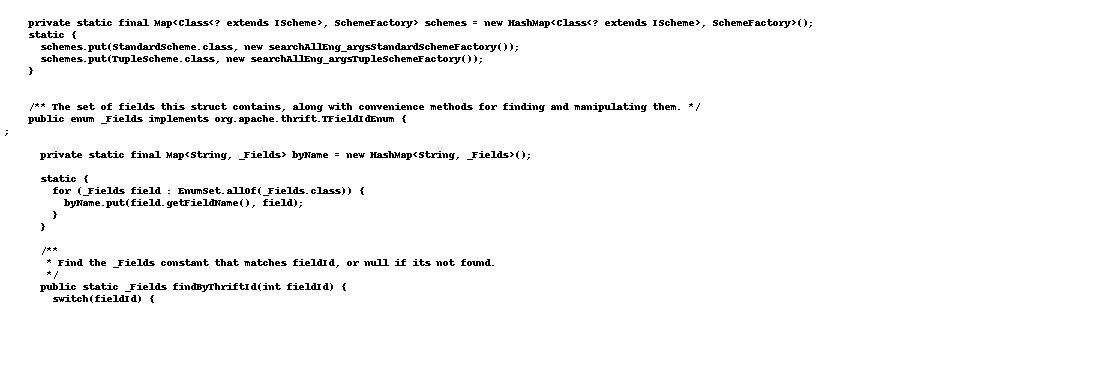 private static final Map<Class<? extends IScheme>, SchemeFactory> schemes = new HashMap<Class<? extends IScheme>, SchemeFactory>();
static {
schemes.put(StandardScheme.class, new searchAllEng_argsStandardSchemeFactory());
schemes.put(TupleScheme.class, new searchAllEng_argsTupleSchemeFactory());
}
/** The set of fields this struct contains, along with convenience methods for finding and manipulating them. */
public enum _Fields implements org.apache.thrift.TFieldIdEnum {
;
private static final Map<String, _Fields> byName = new HashMap<String, _Fields>();
static {
for (_Fields field : EnumSet.allOf(_Fields.class)) {
byName.put(field.getFieldName(), field);
}
}
/**
* Find the _Fields constant that matches fieldId, or null if its not found.
*/
public static _Fields findByThriftId(int fieldId) {
switch(fieldId) {